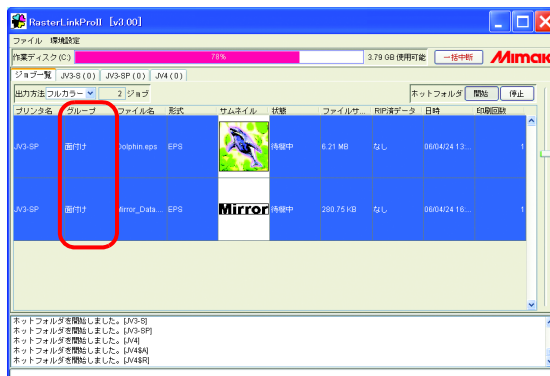 RasterLinkProII [v3.00]
ファイル 環境設定
作業ディスク(C:) 78% 3.79 GB 使用可能 一括中断 Mimaki
ジョブ一覧 JV3-S ( 0 ) JV3-SP ( 0 ) JV4 ( 0 )
出力方法 フルカラー 2 ジョブ ホットフォルダ 開始 停止
プリンタ名 グループ ファイル名 形式 サムネイル 状態 ファイルサ... RIP済データ 日時 印刷回数
JV3-SP 面付け Dolphin.eps EPS 待機中 6.21 MB なし 06/04/24 13:... 1
JV3-SP 面付け Mirror_Data... EPS Mirror 待機中 280.75 KB なし 06/04/24 16:... 1
ホットフォルダを開始しました。[JV3-S]
ホットフォルダを開始しました。[JV3-SP]
ホットフォルダを開始しました。[JV4]
ホットフォルダを開始しました。[JV4$A]
ホットフォルダを開始しました。[JV4$R]